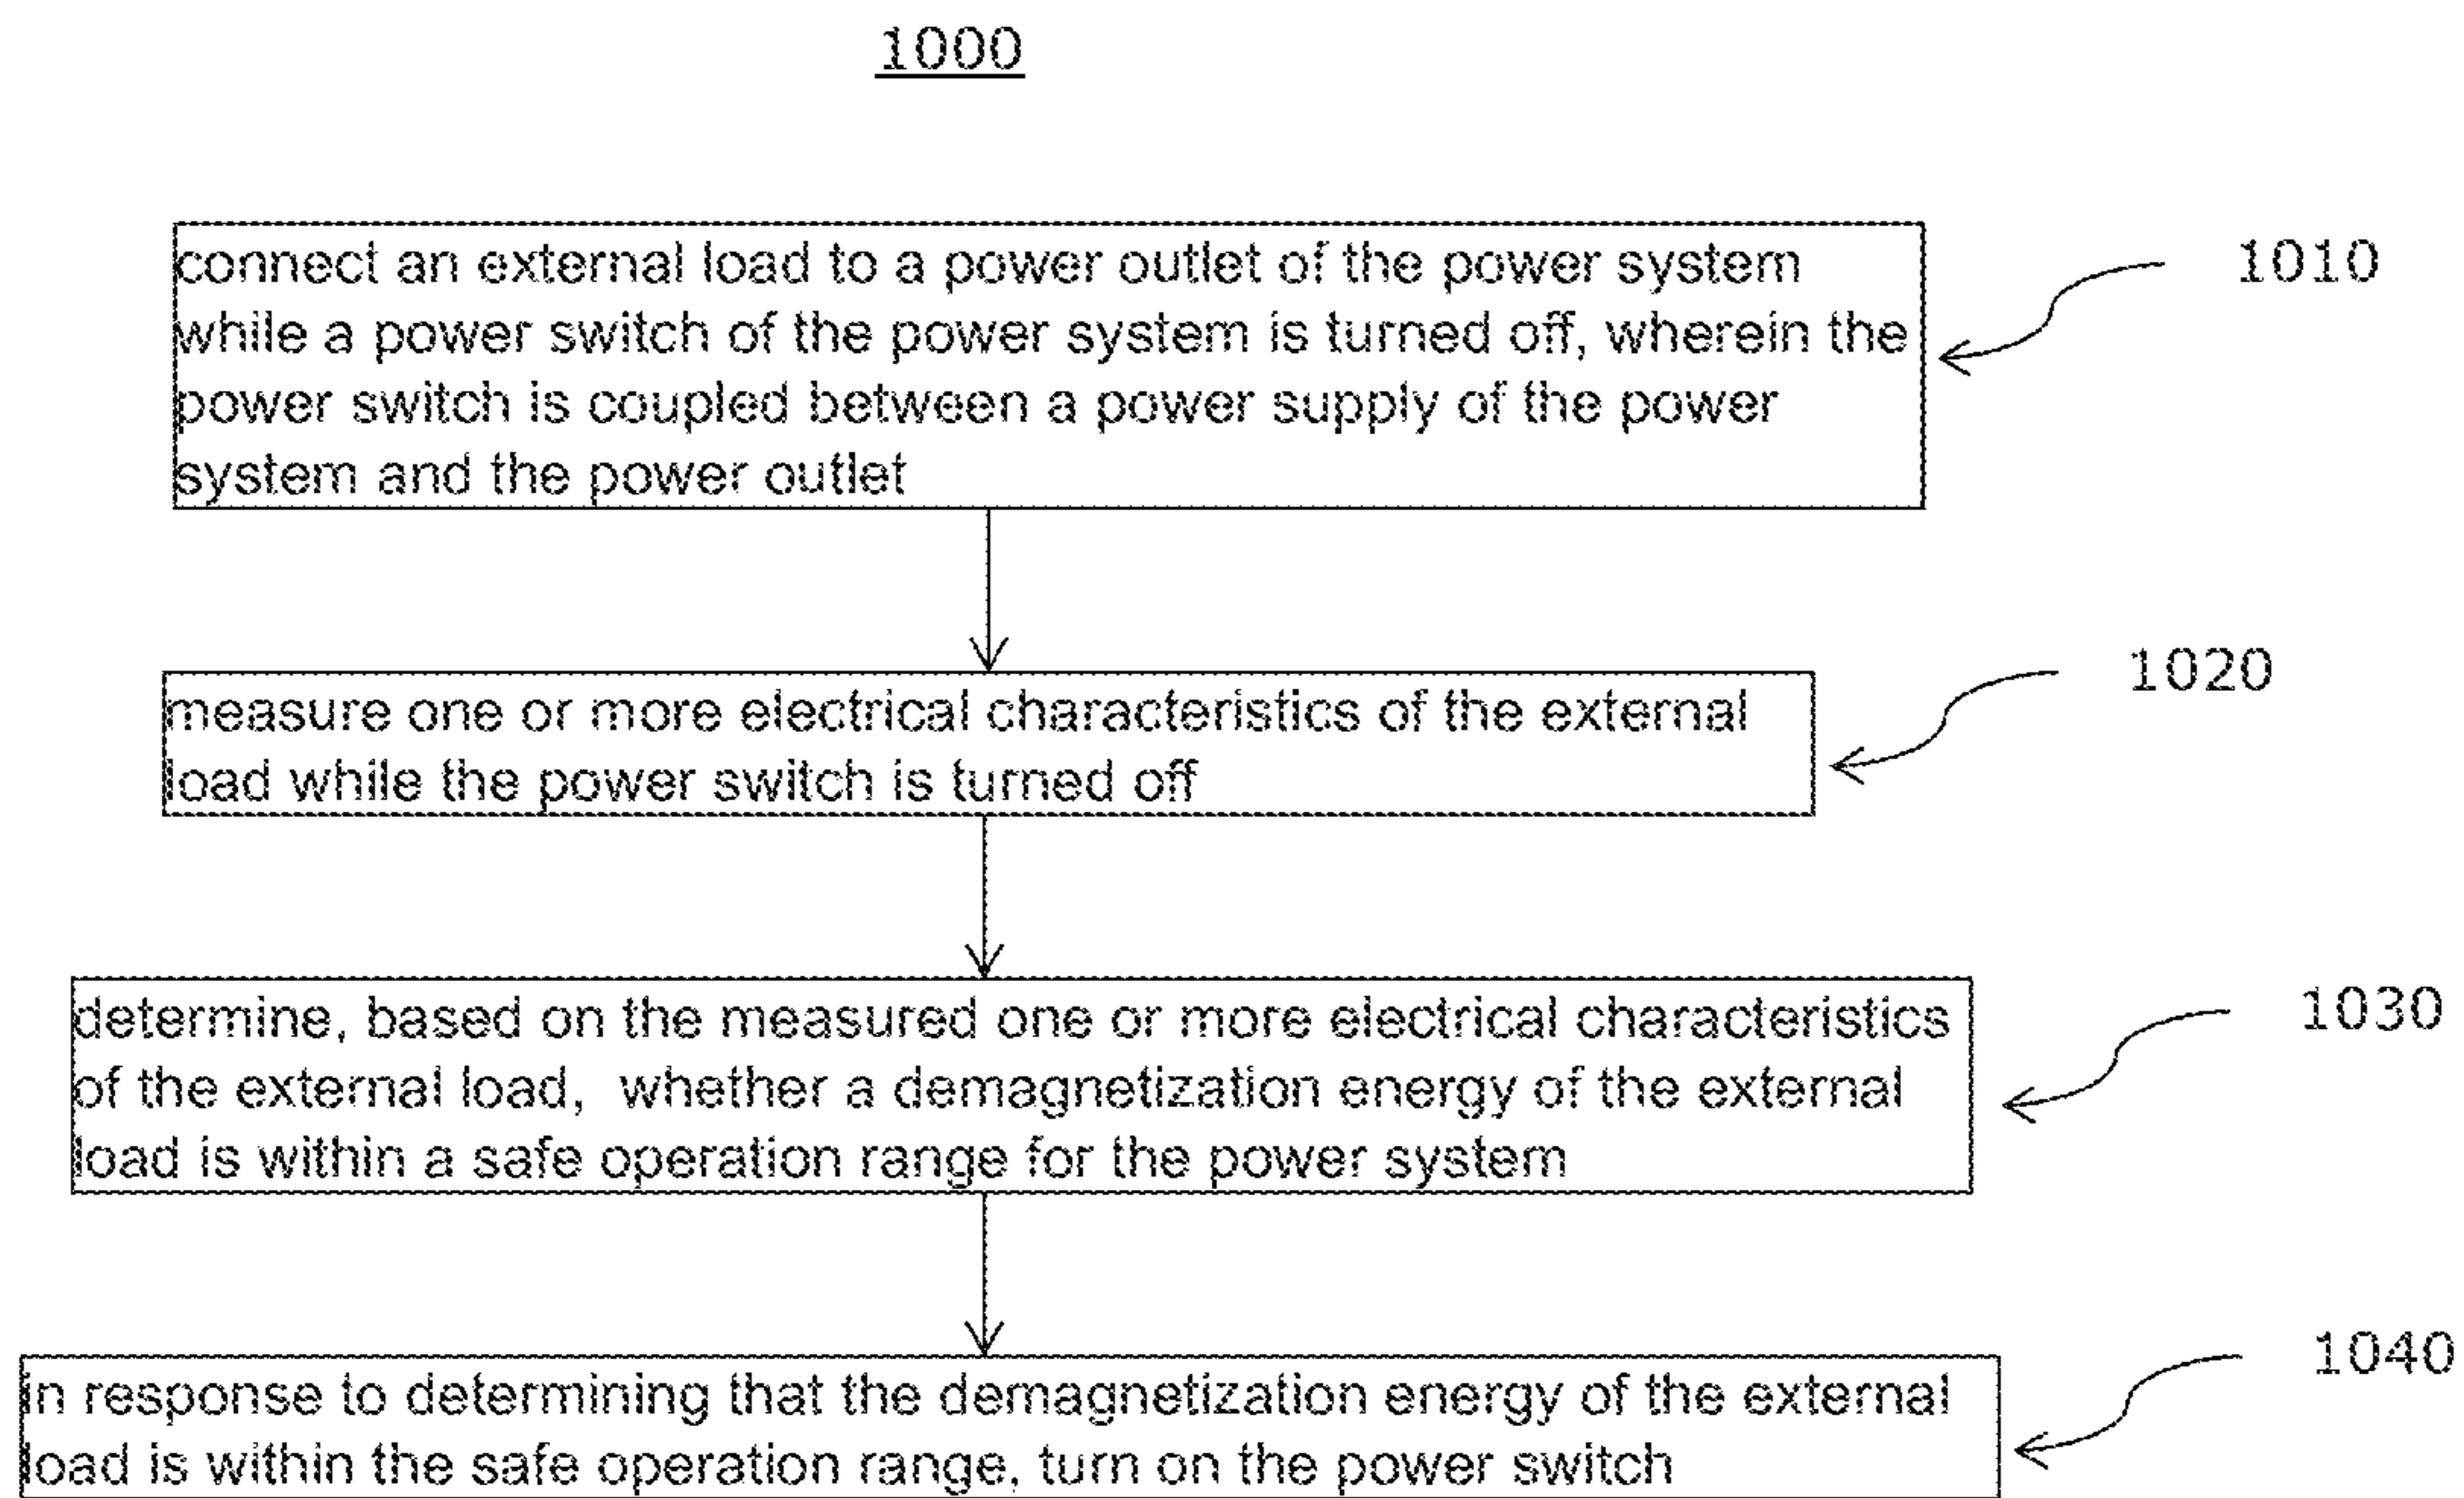 1000
connect an external load to a power outlet of the power system
while a power switch of the power system is turned off, wherein the
power switch is coupled between a power supply of the power
system and the power outlet
1010
measure one or more electrical characteristics of the external
load while the power switch is turned off
1020
determine, based on the measured one or more electrical characteristics
of the external load, whether a demagnetization energy of the external
load is within a safe operation range for the power system
1030
in response to determining that the demagnetization energy of the external
load is within the safe operation range, turn on the power switch
1040